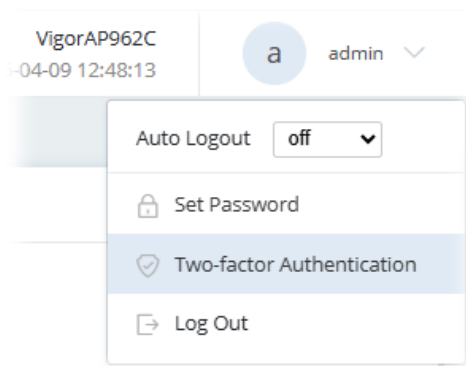 VigorAP962C
-04-09 12:48:13
a
admin
Auto Logout off
Set Password
Two-factor Authentication
Log Out